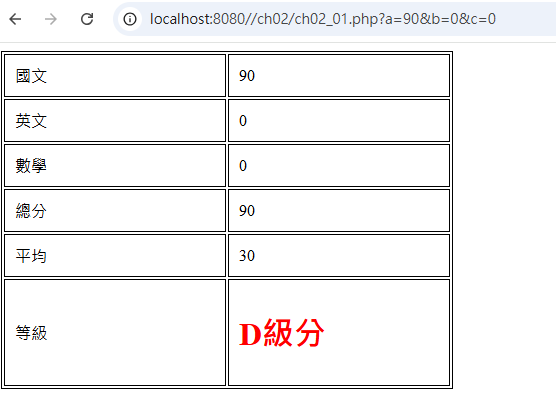 localhost:8080//ch02/ch02_01.php?a=90&b=0&c=0
國文 90
英文 0
數學 0
總分 90
平均 30
等級 D級分